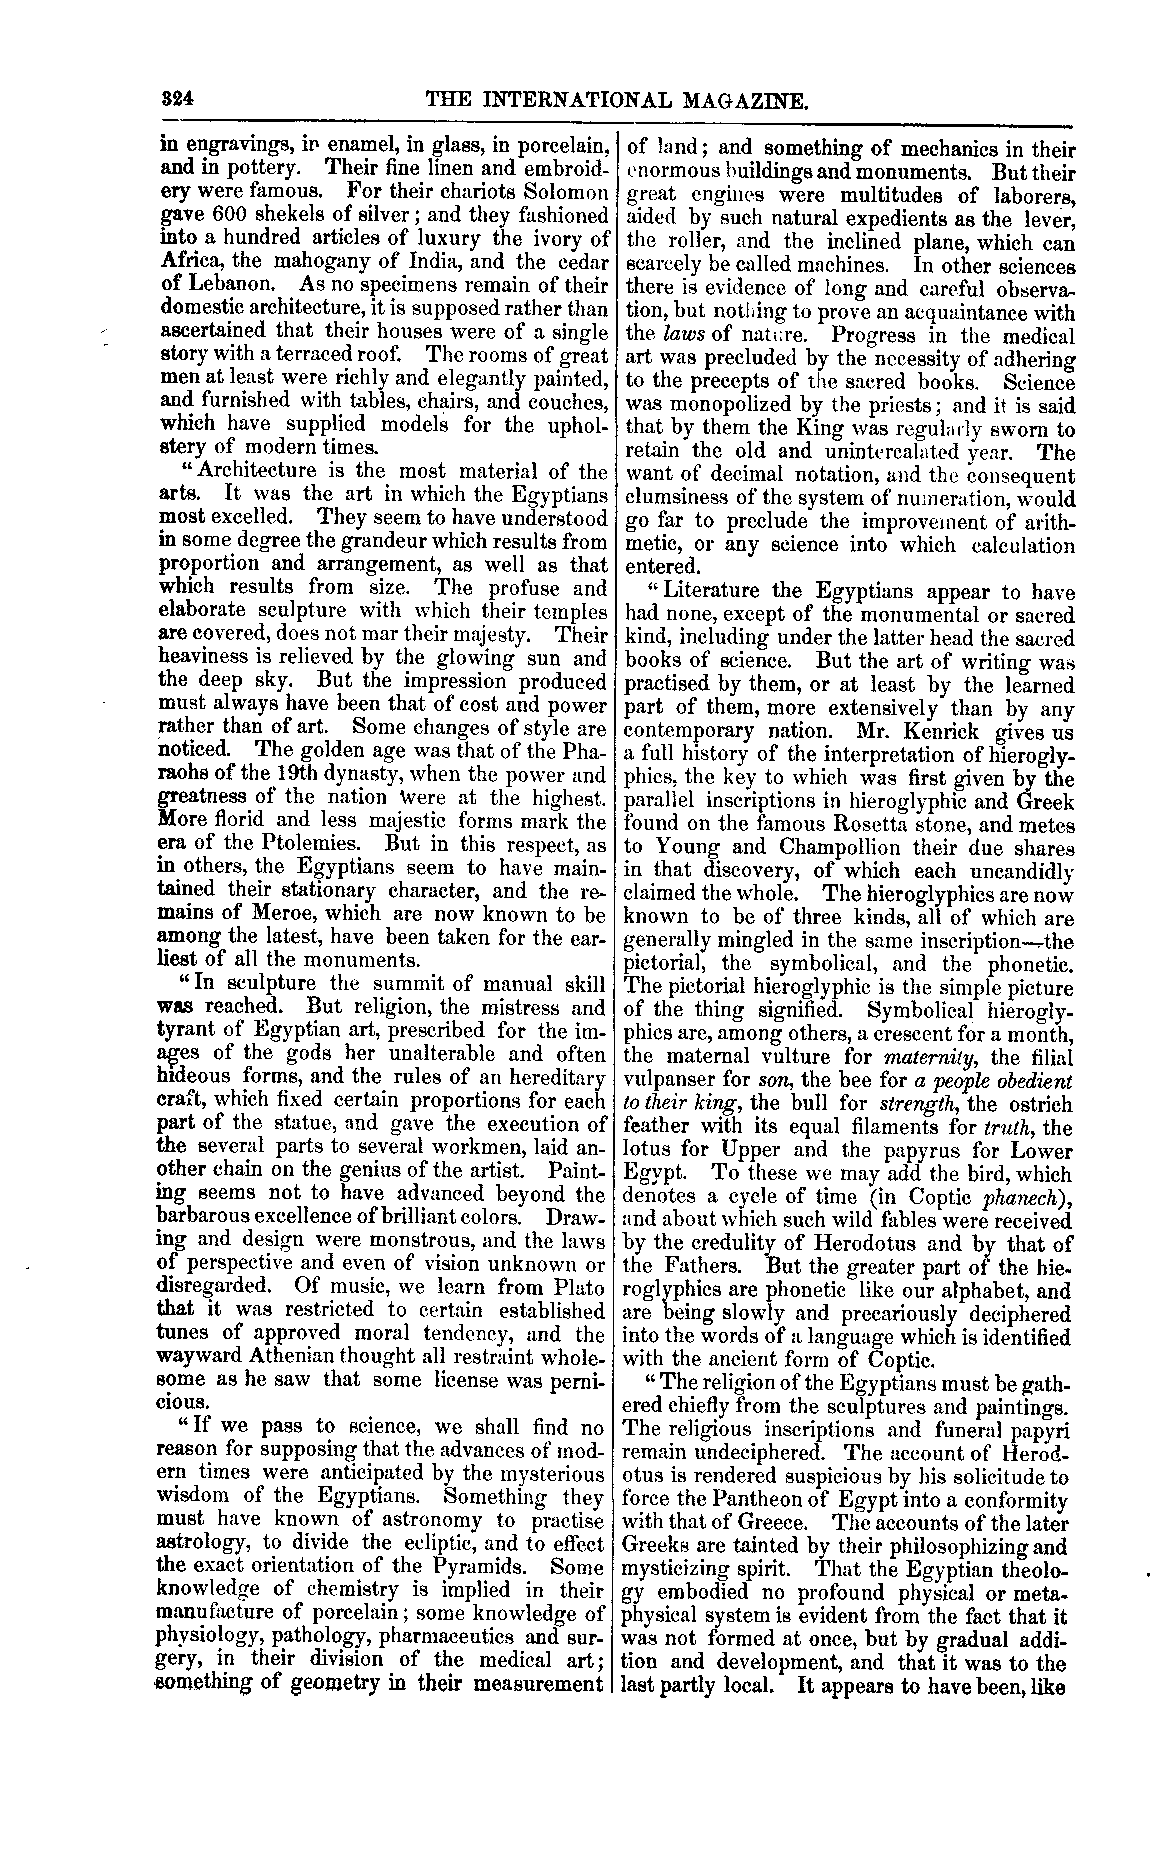 324 THE INTERNATIONAL MAGAZINE.
in engravings, in enamel, in glass, in porcelain,
and in pottery. Their fine linen and embroid-
ery were famous. For their chariots Solomon
gave 600 shekels of silver; and they fashioned
into a hundred articles of luxury the ivory of
Africa, the mahogany of India, and the cedar
of Lebanon. As no specimens remain of their
domestic architecture, it is supposed rather than
ascertained that their houses were of a single
story with a terraced roof. The rooms of great
men at least were richly and elegantly painted,
and furnished with tables, chairs, and couches,
which have supplied models for the uphol-
stery of modern times.
"Architecture is the most material of the
arts. It was the art in which the Egyptians
most excelled. They seem to have understood
in some degree the grandeur which results from
proportion and arrangement, as well as that
which results from size. The profuse and
elaborate sculpture with which their temples
are covered, does not mar their majesty. Their
heaviness is relieved by the glowing sun and
the deep sky. But the impression produced
must always have been that of cost and power
rather than of art. Some changes of style are
noticed. The golden age was that of the Pha-
raohs of the 19th dynasty, when the power and
greatness of the nation were at the highest.
More florid and less majestic forms mark the
era of the Ptolemies. But in this respect, as
in others, the Egyptians seem to have main-
tained their stationary character, and the re-
mains of Meroe, which are now known to be
among the latest, have been taken for the ear-
liest of all the monuments.
"In sculpture the summit of manual skill
was reached. But religion, the mistress and
tyrant of Egyptian art, prescribed for the im-
ages of the gods her unalterable and often
hideous forms, and the rules of an hereditary
craft, which fixed certain proportions for each
part of the statue, and gave the execution of
the several parts to several workmen, laid an-
other chain on the genius of the artist. Paint-
ing seems not to have advanced beyond the
barbarous excellence of brilliant colors. Draw-
ing and design were monstrous, and the laws
of perspective and even of vision unknown or
disregarded. Of music, we learn from Plato
that it was restricted to certain established
tunes of approved moral tendency, and the
wayward Athenian thought all restraint whole-
some as he saw that some license was perni-
cious.
"If we pass to science, we shall find no
reason for supposing that the advances of mod-
ern times were anticipated by the mysterious
wisdom of the Egyptians. Something they
must have known of astronomy to practise
astrology, to divide the ecliptic, and to effect
the exact orientation of the Pyramids. Some
knowledge of chemistry is implied in their
manufacture of porcelain; some knowledge of
physiology, pathology, pharmaceutics and sur-
gery, in their division of the medical art;
something of geometry in their measurement
of land; and something of mechanics in their
enormous buildings and monuments. But their
great engines were multitudes of laborers,
aided by such natural expedients as the lever,
the roller, and the inclined plane, which can
scarcely be called machines. In other sciences
there is evidence of long and careful observa-
tion, but nothing to prove an acquaintance with
the laws of nature. Progress in the medical
art was precluded by the necessity of adhering
to the precepts of the sacred books. Science
was monopolized by the priests; and it is said
that by them the King was regularly sworn to
retain the old and unintercalated year. The
want of decimal notation, and the consequent
clumsiness of the system of numeration, would
go far to preclude the improvement of arith-
metic, or any science into which calculation
entered.
"Literature the Egyptians appear to have
had none, except of the monumental or sacred
kind, including under the latter head the sacred
books of science. But the art of writing was
practised by them, or at least by the learned
part of them, more extensively than by any
contemporary nation. Mr. Kenrick gives us
a full history of the interpretation of hierogly-
phics, the key to which was first given by the
parallel inscriptions in hieroglyphic and Greek
found on the famous Rosetta stone, and metes
to Young and Champollion their due shares
in that discovery, of which each uncandidly
claimed the whole. The hieroglyphics are now
known to be of three kinds, all of which are
generally mingled in the same inscription—the
pictorial, the symbolical, and the phonetic.
The pictorial hieroglyphic is the simple picture
of the thing signified. Symbolical hierogly-
phics are, among others, a crescent for a month,
the maternal vulture for maternity, the filial
vulpanser for son, the bee for a people obedient
to their king, the bull for strength, the ostrich
feather with its equal filaments for truth, the
lotus for Upper and the papyrus for Lower
Egypt. To these we may add the bird, which
denotes a cycle of time (in Coptic phanech),
and about which such wild fables were received
by the credulity of Herodotus and by that of
the Fathers. But the greater part of the hie-
roglyphics are phonetic like our alphabet, and
are being slowly and precariously deciphered
into the words of a language which is identified
with the ancient form of Coptic.
"The religion of the Egyptians must be gath-
ered chiefly from the sculptures and paintings.
The religious inscriptions and funeral papyri
remain undeciphered. The account of Herod-
otus is rendered suspicious by his solicitude to
force the Pantheon of Egypt into a conformity
with that of Greece. The accounts of the later
Greeks are tainted by their philosophizing and
mysticizing spirit. That the Egyptian theolo-
gy embodied no profound physical or meta-
physical system is evident from the fact that it
was not formed at once, but by gradual addi-
tion and development, and that it was to the
last partly local. It appears to have been, like